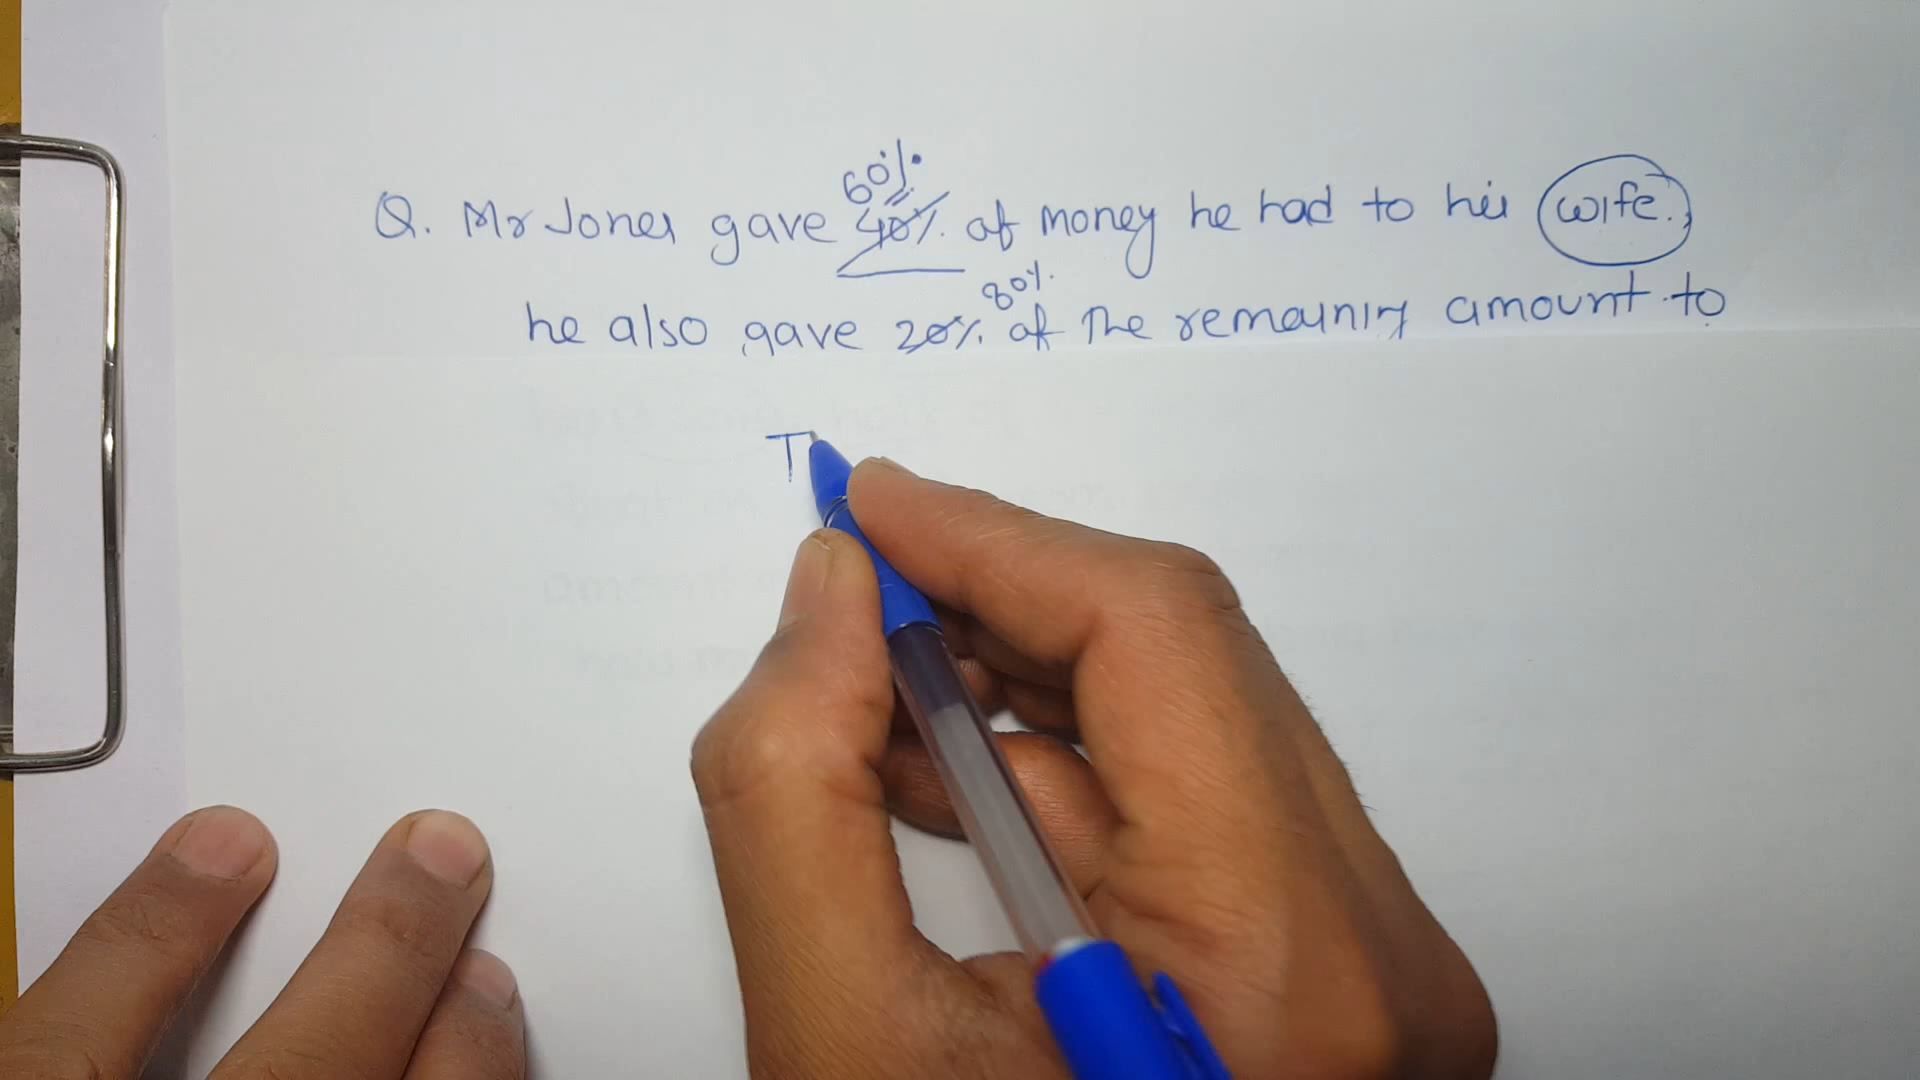 60%
Q. Mr Jones gave 40% of money he had to his wife.
80%
he also gave 20% of the remaining amount to
T